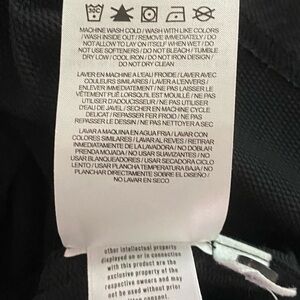 MACHINE WASH COLD / WASH WITH LIKE COLORS
/ WASH INSIDE OUT / REMOVE IMMEDIATELY / DO
NOT ALLOW TO LAY ON ITSELF WHEN WET / DO
NOT USE SOFTENERS / DO NOT BLEACH / TUMBLE
DRY LOW / COOL IRON / DO NOT IRON DESIGN /
DO NOT DRY CLEAN
LAVER EN MACHINE A L'EAU FROIDE / LAVER AVEC
COULEURS SIMILAIRES / LAVER A L'ENVERS /
ENLEVER IMMEDIATEMENT / NE PAS LAISSER LE
VÊTEMENT PLIÉ LORSQU'IL EST MOUILLÉ / NE PAS
UTILISER D'ADOUCISSANTS / NE PAS UTILISER
D'EAU DE JAVEL / SECHER EN MACHINE CYCLE
DELICAT / REPASSER FER FROID / NE PAS
REPASSER LE DESSIN / NE PAS NETTOYER A SEC
LAVAR A MAQUINA EN AGUA FRIA / LAVAR CON
COLORES SIMILARES / LAVAR AL REVES / RETIRAR
INMEDIATAMENTE DE LA LAVADORA / NO DOBLAR
PRENDA MOJADA / NO USAR SUAVIZANTES / NO
USAR BLANQUEADORES / USAR SECADORA CICLO
LENTO / USAR PLANCHA TEMPERATURA BAJA / NO
PLANCHAR DIRECTAMENTE SOBRE EL DISEÑO /
NO LAVAR EN SECO
other intellectual property
displayed on or in connection
with this product are the
exclusive property of the
respective owners and may
not be used without prior